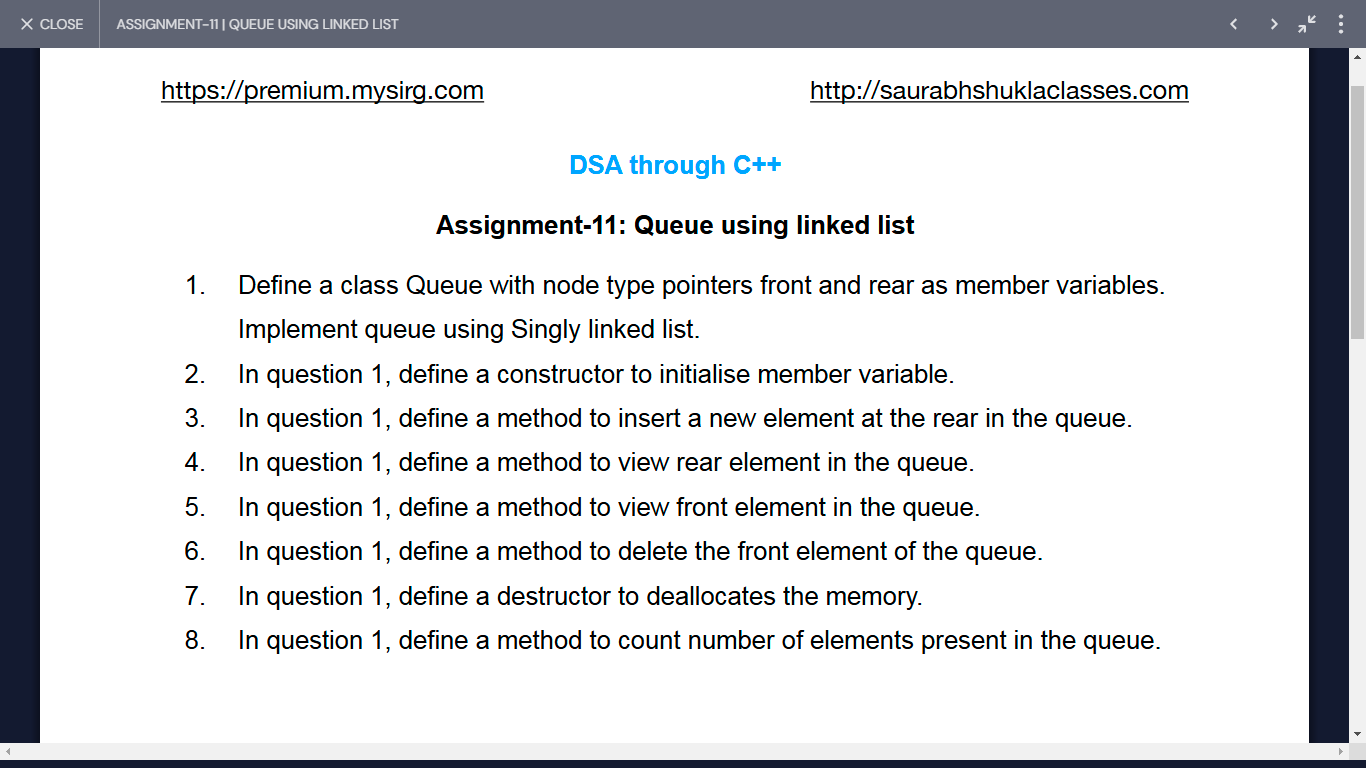 CLOSE
ASSIGNMENT-11 | QUEUE USING LINKED LIST
https://premium.mysirg.com
http://saurabhshuklaclasses.com
DSA through C++
Assignment-11: Queue using linked list
1. Define a class Queue with node type pointers front and rear as member variables.
Implement queue using Singly linked list.
2. In question 1, define a constructor to initialise member variable.
3. In question 1, define a method to insert a new element at the rear in the queue.
4. In question 1, define a method to view rear element in the queue.
5. In question 1, define a method to view front element in the queue.
6. In question 1, define a method to delete the front element of the queue.
7. In question 1, define a destructor to deallocates the memory.
8. In question 1, define a method to count number of elements present in the queue.